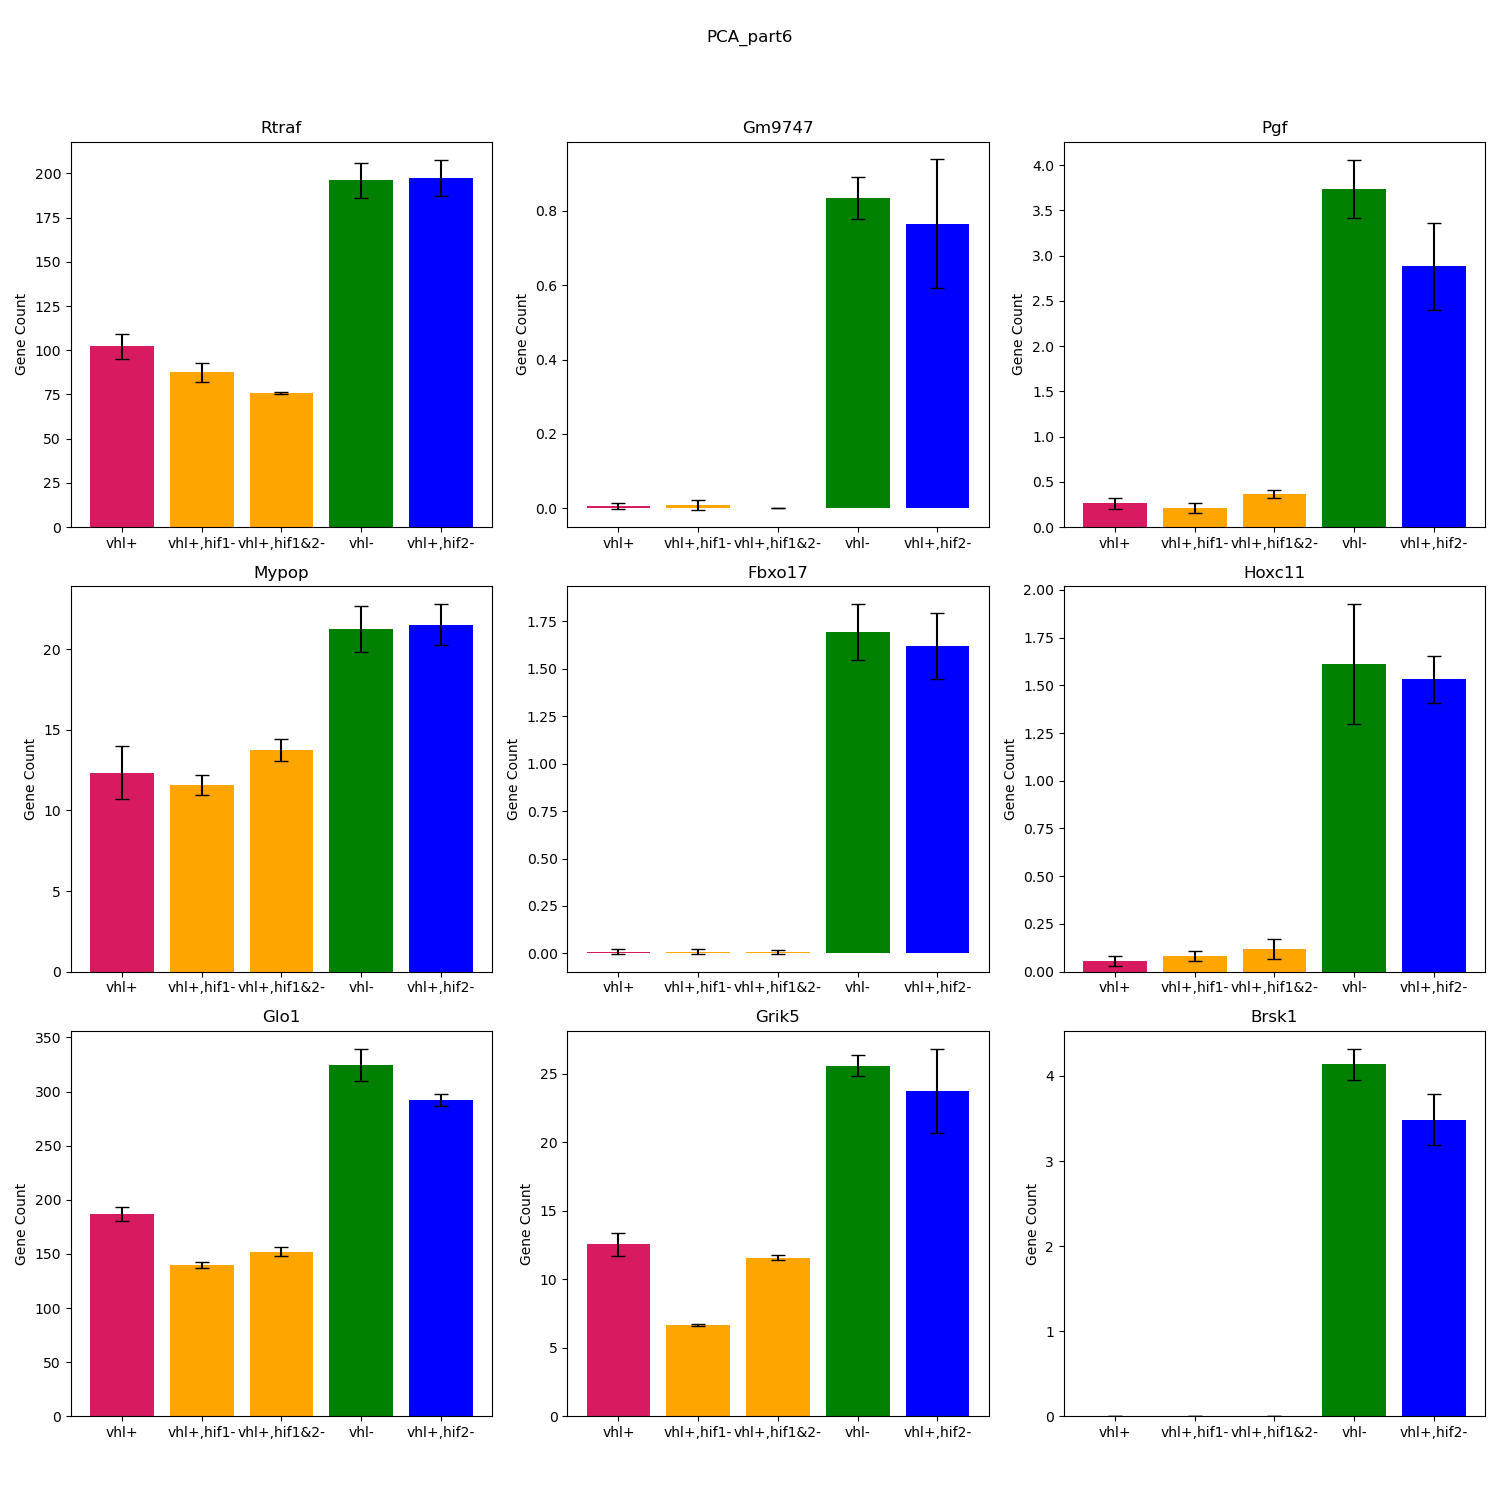 PCA_part6
Rtraf
Gene Count
200
175
150
125
100
75
50
25
0
vhl+ vhl+,hif1- vhl+,hif1&2- vhl- vhl+,hif2-
Gm9747
Gene Count
0.8
0.6
0.4
0.2
0.0
vhl+ vhl+,hif1- vhl+,hif1&2- vhl- vhl+,hif2-
Pgf
Gene Count
4.0
3.5
3.0
2.5
2.0
1.5
1.0
0.5
0.0
vhl+ vhl+,hif1- vhl+,hif1&2- vhl- vhl+,hif2-
Mypop
Gene Count
20
15
10
5
0
vhl+ vhl+,hif1- vhl+,hif1&2- vhl- vhl+,hif2-
Fbxo17
Gene Count
1.75
1.50
1.25
1.00
0.75
0.50
0.25
0.00
vhl+ vhl+,hif1- vhl+,hif1&2- vhl- vhl+,hif2-
Hoxc11
Gene Count
2.00
1.75
1.50
1.25
1.00
0.75
0.50
0.25
0.00
vhl+ vhl+,hif1- vhl+,hif1&2- vhl- vhl+,hif2-
Glo1
Gene Count
350
300
250
200
150
100
50
0
vhl+ vhl+,hif1- vhl+,hif1&2- vhl- vhl+,hif2-
Grik5
Gene Count
25
20
15
10
5
0
vhl+ vhl+,hif1- vhl+,hif1&2- vhl- vhl+,hif2-
Brsk1
Gene Count
4
3
2
1
0
vhl+ vhl+,hif1- vhl+,hif1&2- vhl- vhl+,hif2-